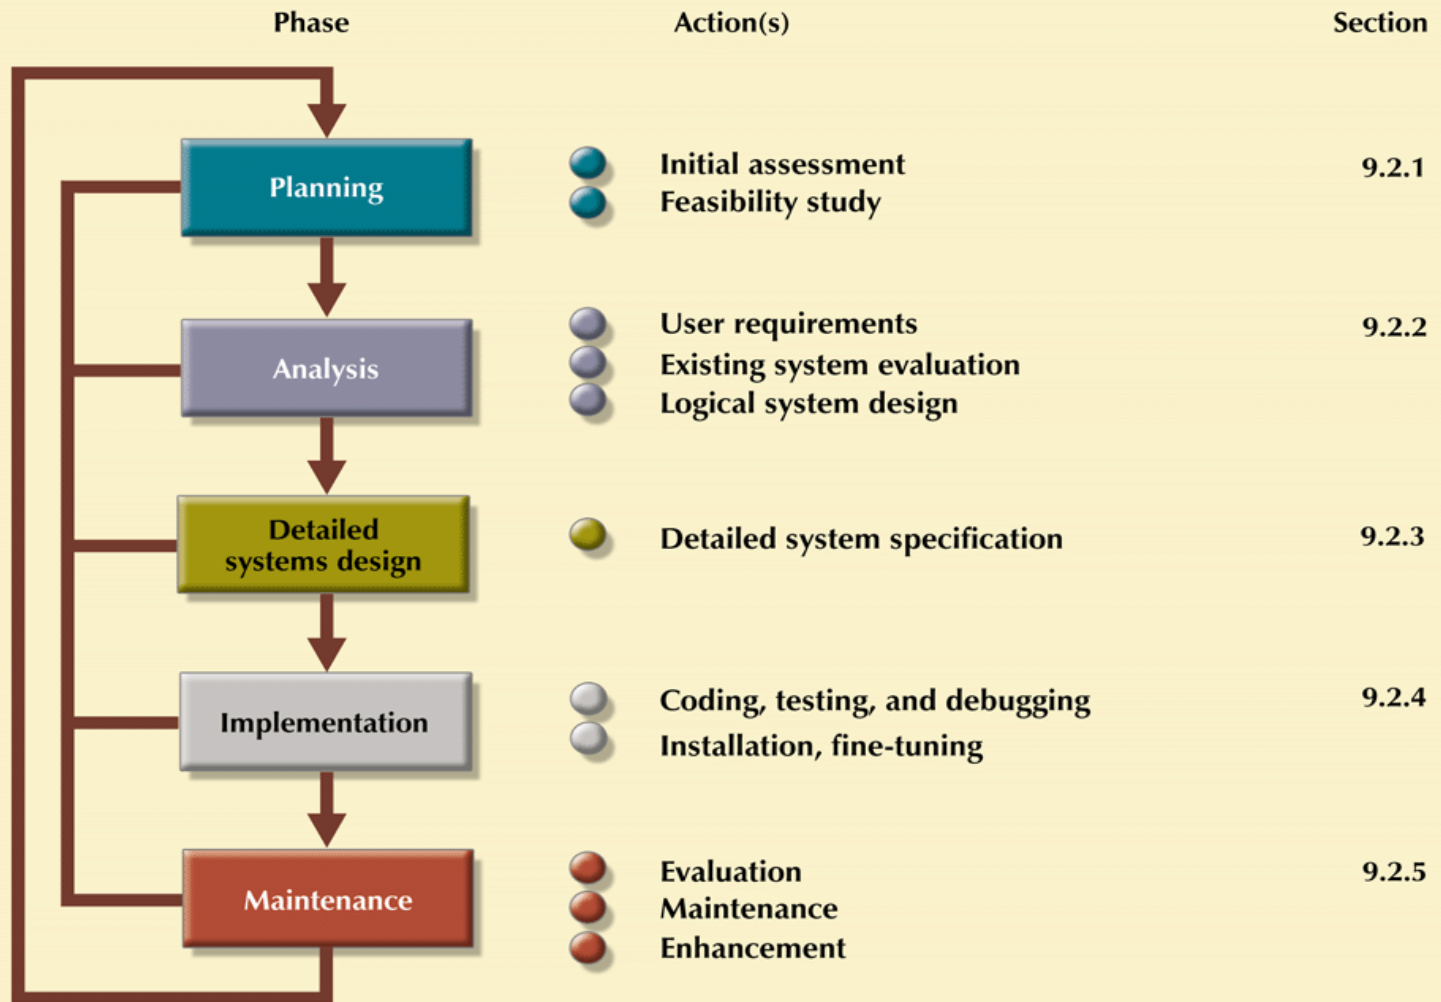 Phase Action(s) Section
Planning
Initial assessment 9.2.1
Feasibility study
Analysis
User requirements 9.2.2
Existing system evaluation
Logical system design
Detailed
systems design
Detailed system specification 9.2.3
Implementation
Coding, testing, and debugging 9.2.4
Installation, fine-tuning
Maintenance
Evaluation 9.2.5
Maintenance
Enhancement